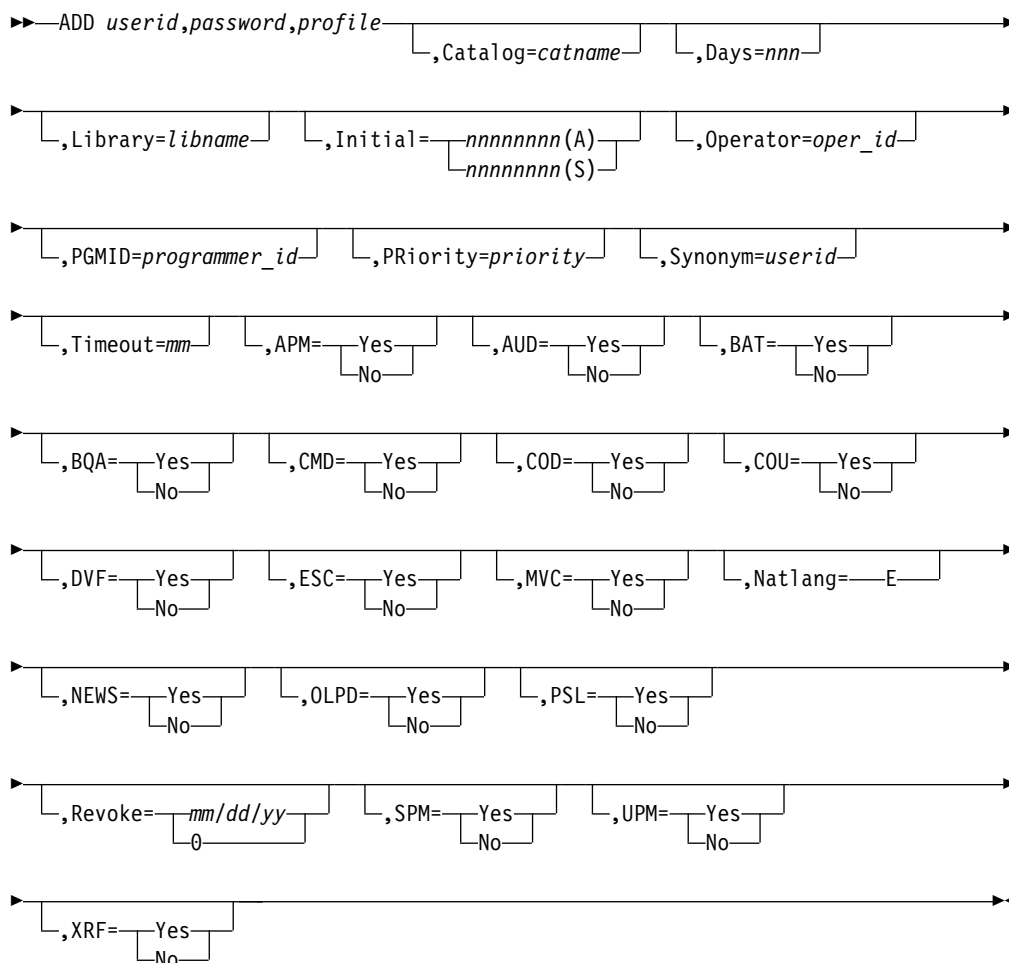 ADD userid,password,profile
,Catalog=catname ,Days=nnn
,Library=libname ,Initial= nnnnnnnn(A) ,Operator=oper_id
nnnnnnnn(S)
,PGMID=programmer_id ,PRiority=priority ,Synonym=userid
,Timeout=mm ,APM= Yes ,AUD= Yes ,BAT= Yes
No No No
,BQA= Yes ,CMD= Yes ,COD= Yes ,COU= Yes
No No No No
,DVF= Yes ,ESC= Yes ,MVC= Yes ,Natlang= E
No No No
,NEWS= Yes ,OLPD= Yes ,PSL= Yes
No No No
,Revoke= mm/dd/yy ,SPM= Yes ,UPM= Yes
0 No No
,XRF= Yes
No